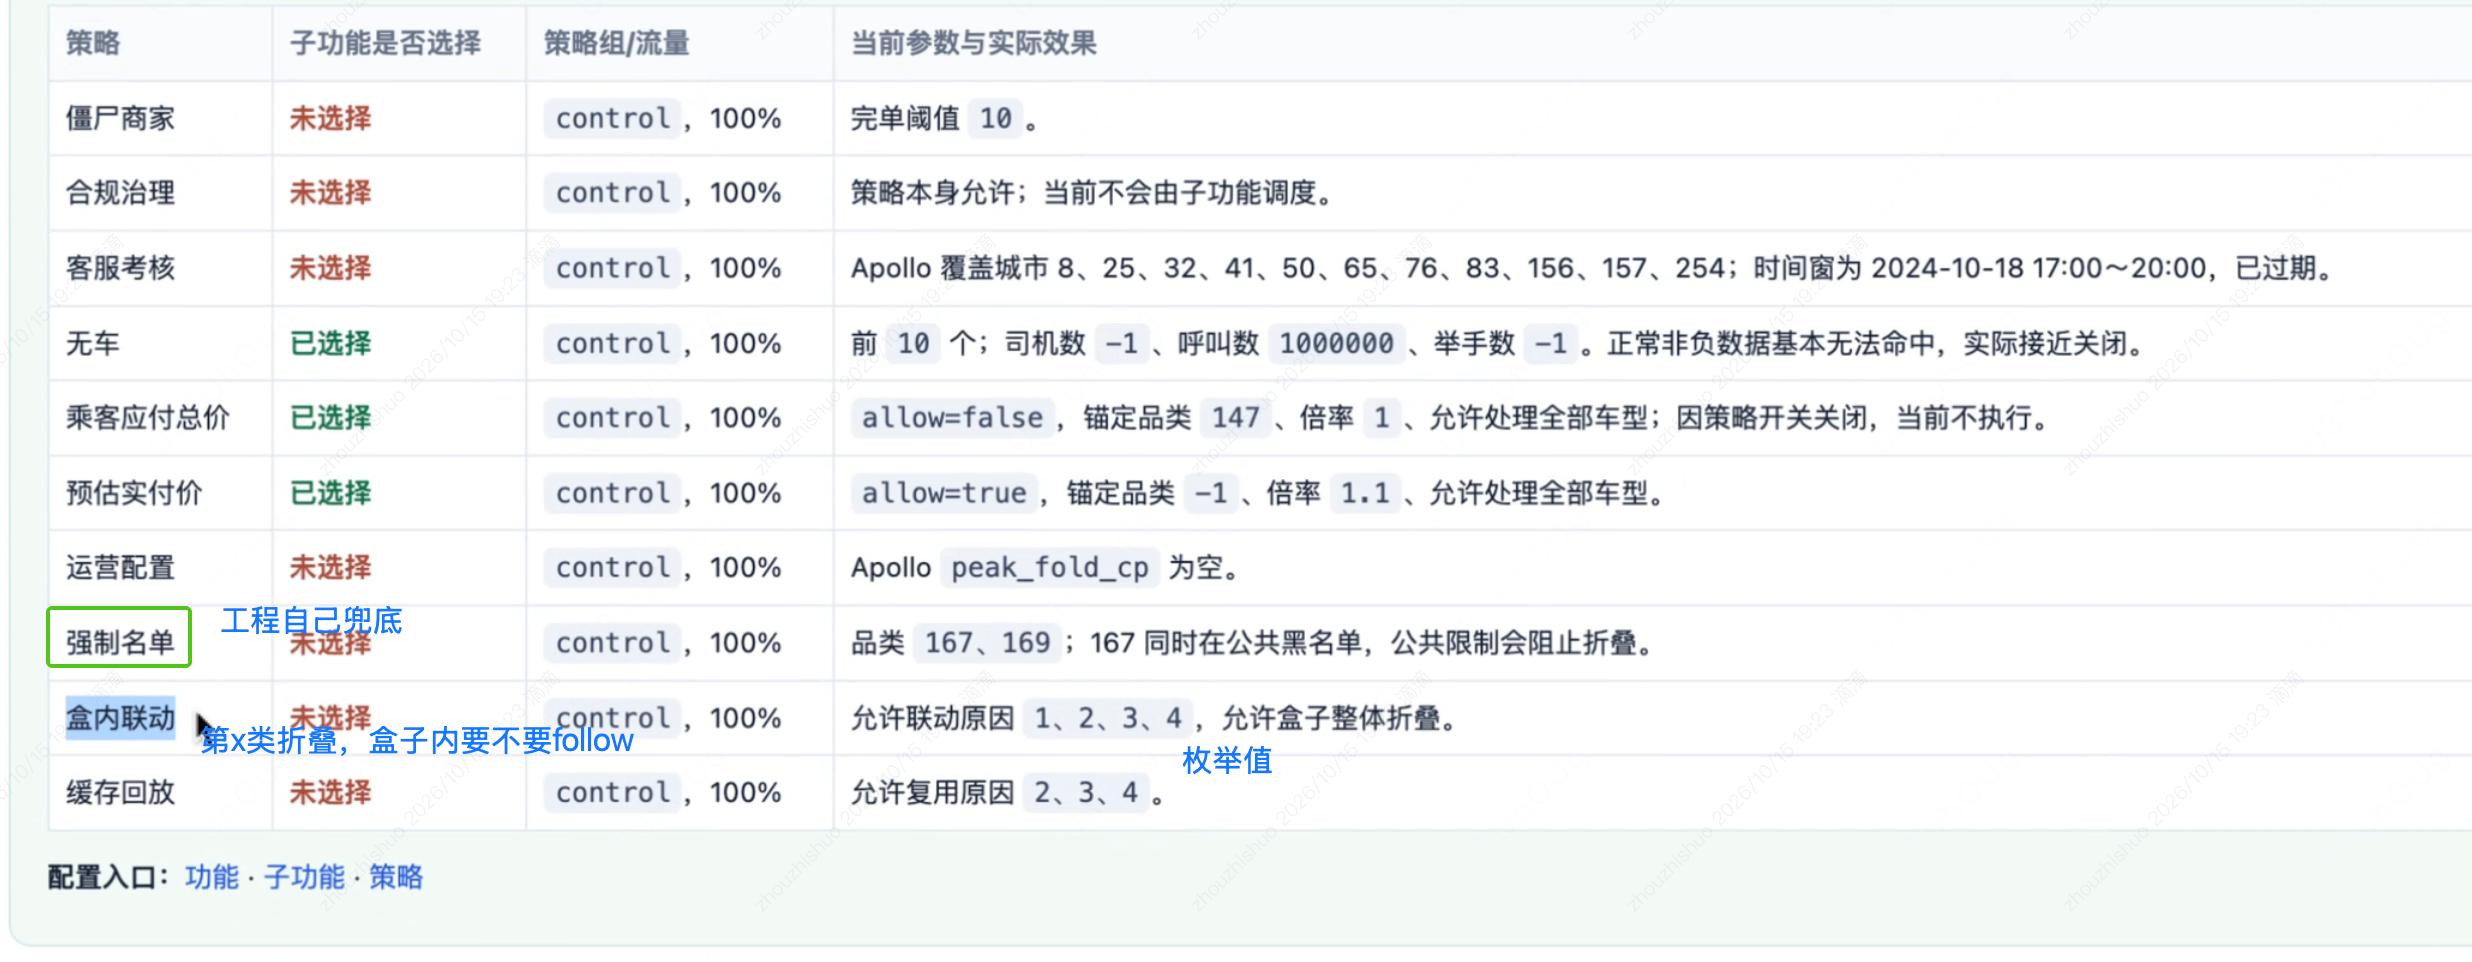 策略 子功能是否选择 策略组/流量 当前参数与实际效果
僵尸商家 未选择 control, 100% 完单阈值 10 。
合规治理 未选择 control, 100% 策略本身允许；当前不会由子功能调度。
客服考核 未选择 control, 100% Apollo 覆盖城市 8、25、32、41、50、65、76、83、156、157、254；时间窗为 2024-10-18 17:00～20:00，已过期。
无车 已选择 control, 100% 前 10 个；司机数 -1 、呼叫数 1000000 、举手数 -1 。正常非负数据基本无法命中，实际接近关闭。
乘客应付总价 已选择 control, 100% allow=false ，锚定品类 147 、倍率 1 、允许处理全部车型；因策略开关关闭，当前不执行。
预估实付价 已选择 control, 100% allow=true ，锚定品类 -1 、倍率 1.1 、允许处理全部车型。
运营配置 未选择 control, 100% Apollo peak_fold_cp 为空。
工程自己兜底
强制名单 未选择 control, 100% 品类 167、169 ；167 同时在公共黑名单，公共限制会阻止折叠。
盒内联动 未选择 control, 100% 允许联动原因 1、2、3、4 ，允许盒子整体折叠。
第x类折叠，盒子内要不要follow
枚举值
缓存回放 未选择 control, 100% 允许复用原因 2、3、4 。
配置入口：功能 · 子功能 · 策略
zhouzhishuo 2026/10/15 19:23 滴滴